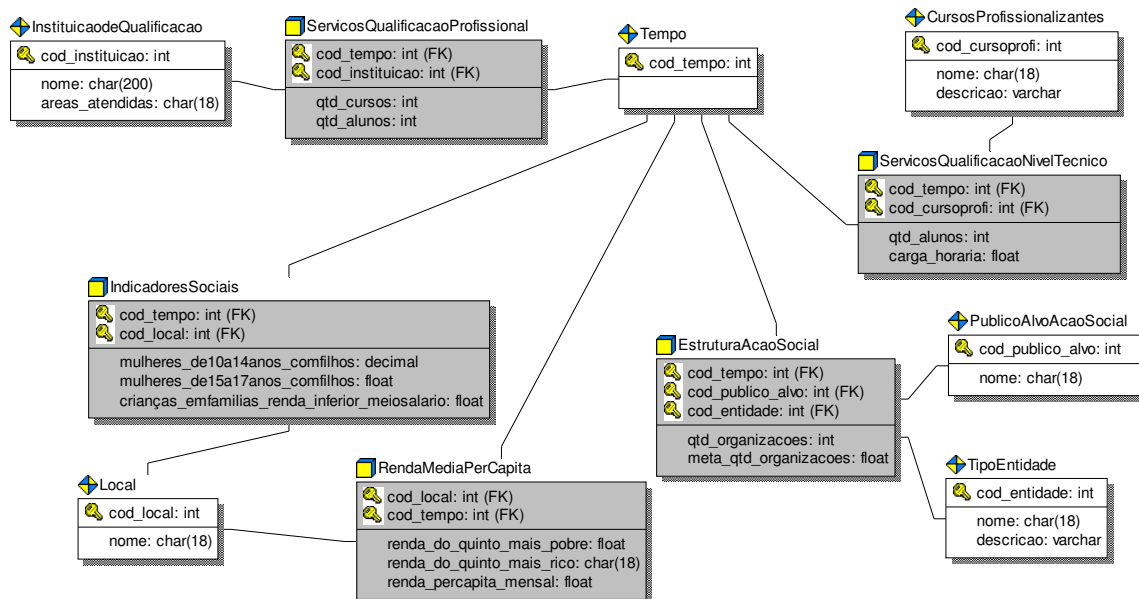 InstituicaodeQualificacao
cod_instituicao: int
nome: char(200)
areas_atendidas: char(18)
ServicosQualificacaoProfissional
cod_tempo: int (FK)
cod_instituicao: int (FK)
qtd_cursos: int
qtd_alunos: int
Tempo
cod_tempo: int
CursosProfissionalizantes
cod_cursoprofi: int
nome: char(18)
descricao: varchar
ServicosQualificacaoNivelTecnico
cod_tempo: int (FK)
cod_cursoprofi: int (FK)
qtd_alunos: int
carga_horaria: float
IndicadoresSociais
cod_tempo: int (FK)
cod_local: int (FK)
mulheres_de10a14anos_comfilhos: decimal
mulheres_de15a17anos_comfilhos: float
crianças_emfamilias_renda_inferior_meiosalario: float
EstruturaAcaoSocial
cod_tempo: int (FK)
cod_publico_alvo: int (FK)
cod_entidade: int (FK)
qtd_organizacoes: int
meta_qtd_organizacoes: float
PublicoAlvoAcaoSocial
cod_publico_alvo: int
nome: char(18)
Local
cod_local: int
nome: char(18)
RendaMediaPerCapita
cod_local: int (FK)
cod_tempo: int (FK)
renda_do_quinto_mais_pobre: float
renda_do_quinto_mais_rico: char(18)
renda_percapita_mensal: float
TipoEntidade
cod_entidade: int
nome: char(18)
descricao: varchar